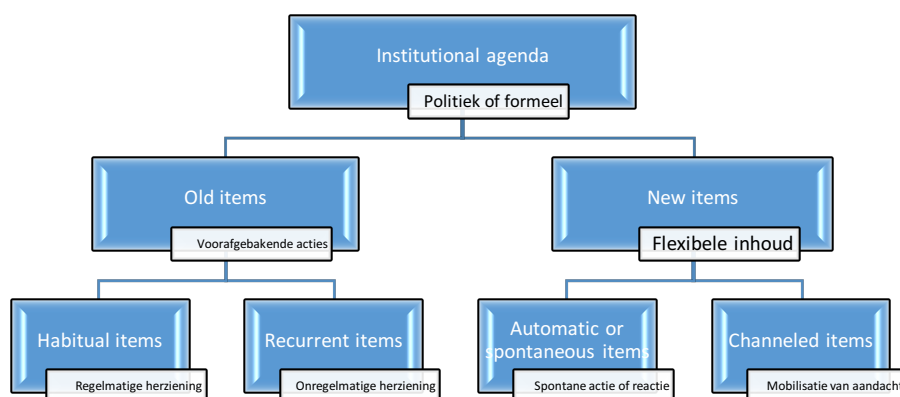 Institutional agenda
Politiek of formeel
Old items
Voorafgebakende acties
New items
Flexibele inhoud
Habitual items
Regelmatige herziening
Recurrent items
Onregelmatige herziening
Automatic or
spontaneous items
Spontane actie of reactie
Channeled items
Mobilisatie van aandacht